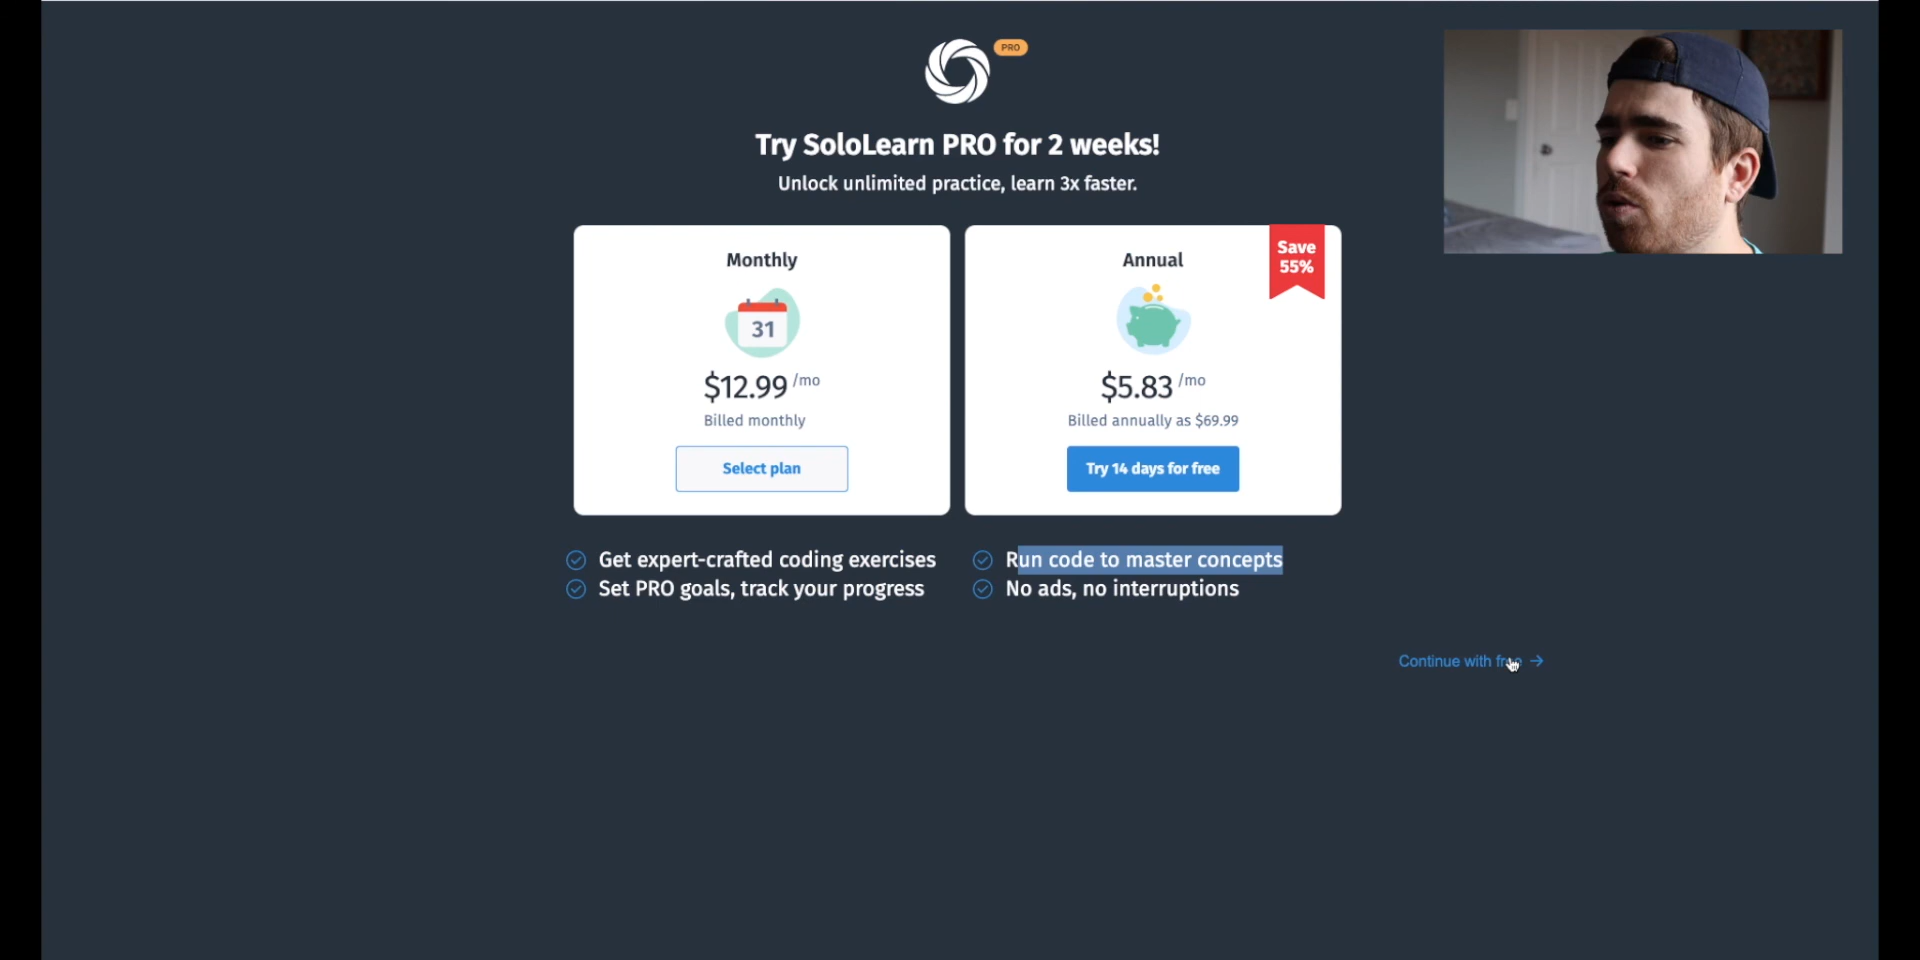 PRO
Try SoloLearn PRO for 2 weeks!
Unlock unlimited practice, learn 3x faster.
Monthly
31
$12.99 /mo
Billed monthly
Select plan
Annual
Save
55%
$5.83 /mo
Billed annually as $69.99
Try 14 days for free
Get expert-crafted coding exercises
Set PRO goals, track your progress
Run code to master concepts
No ads, no interruptions
Continue with free